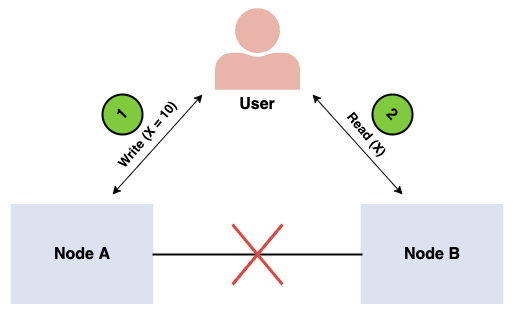 User
1
Write (X = 10)
2
Read (X)
Node A
Node B